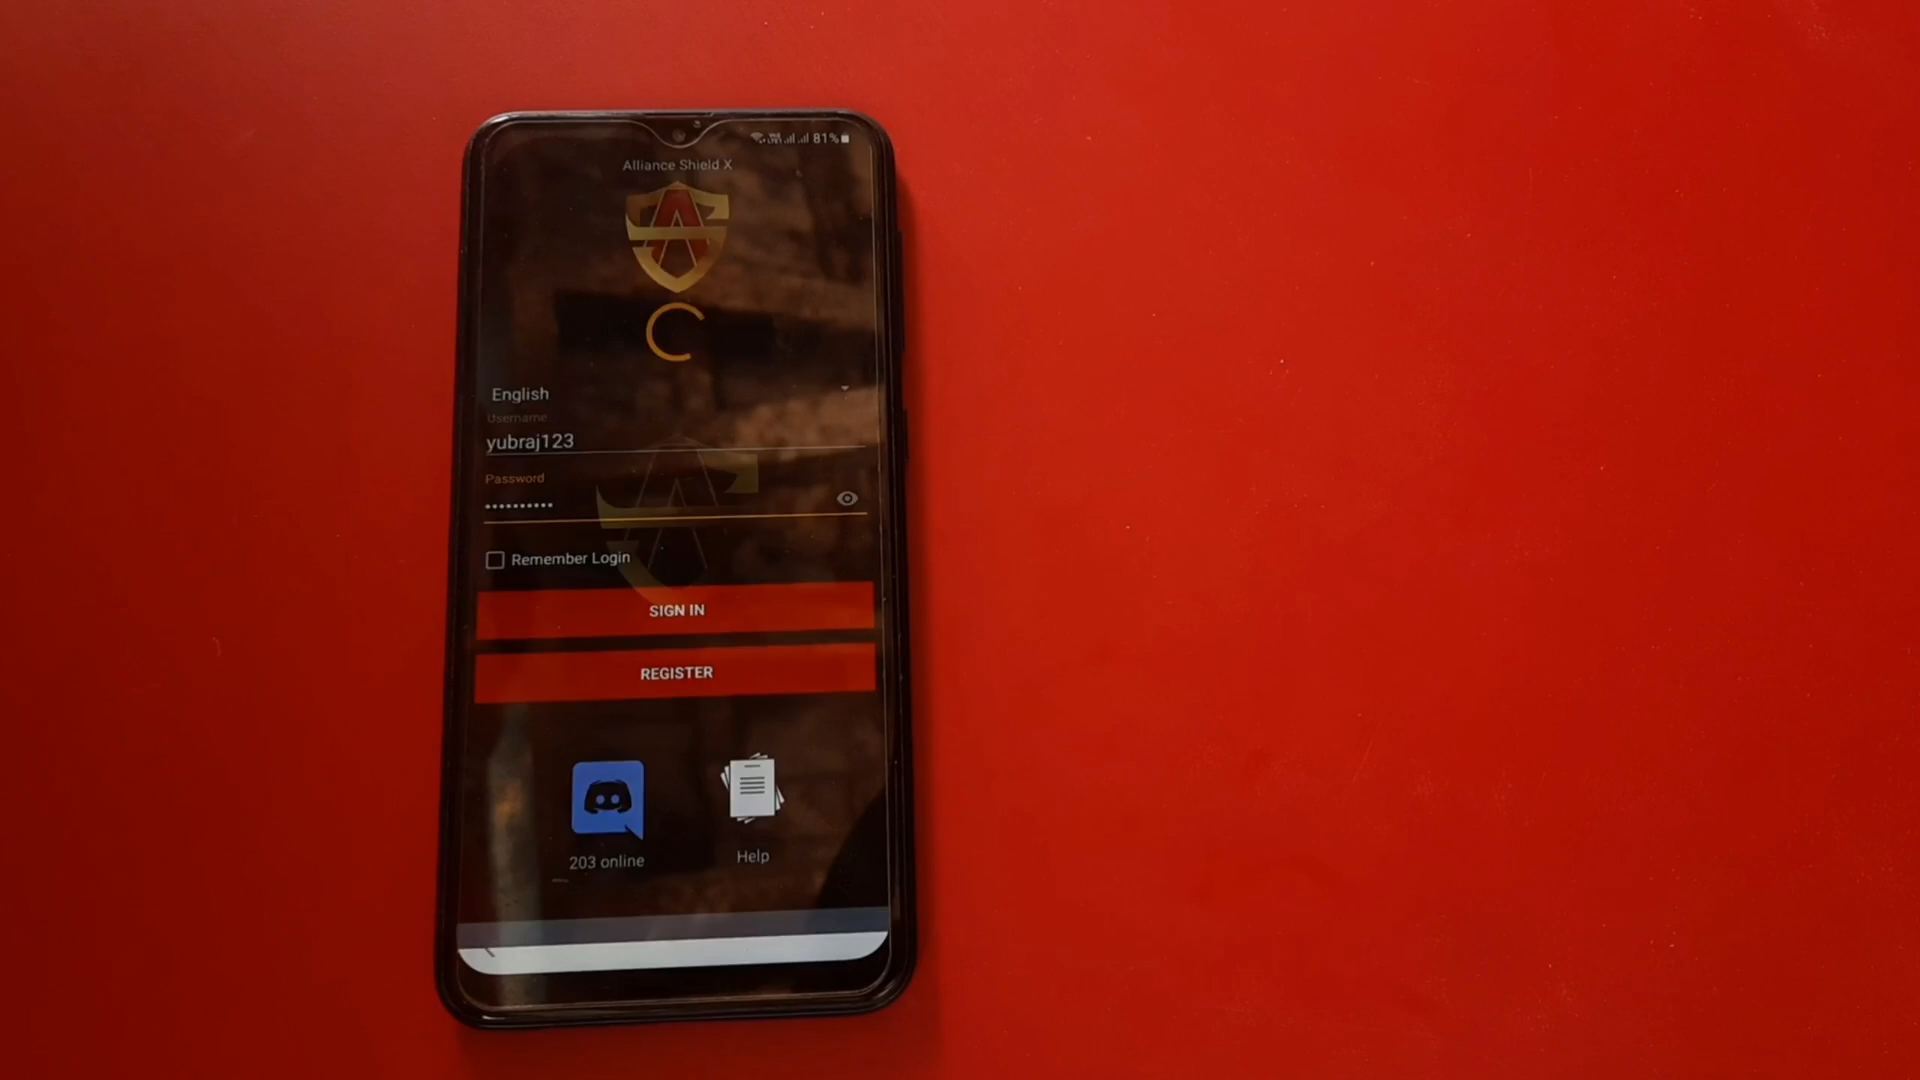 81%
Alliance Shield X
English
Username
yubraj123
Password
••••••••••
Remember Login
SIGN IN
REGISTER
203 online
Help